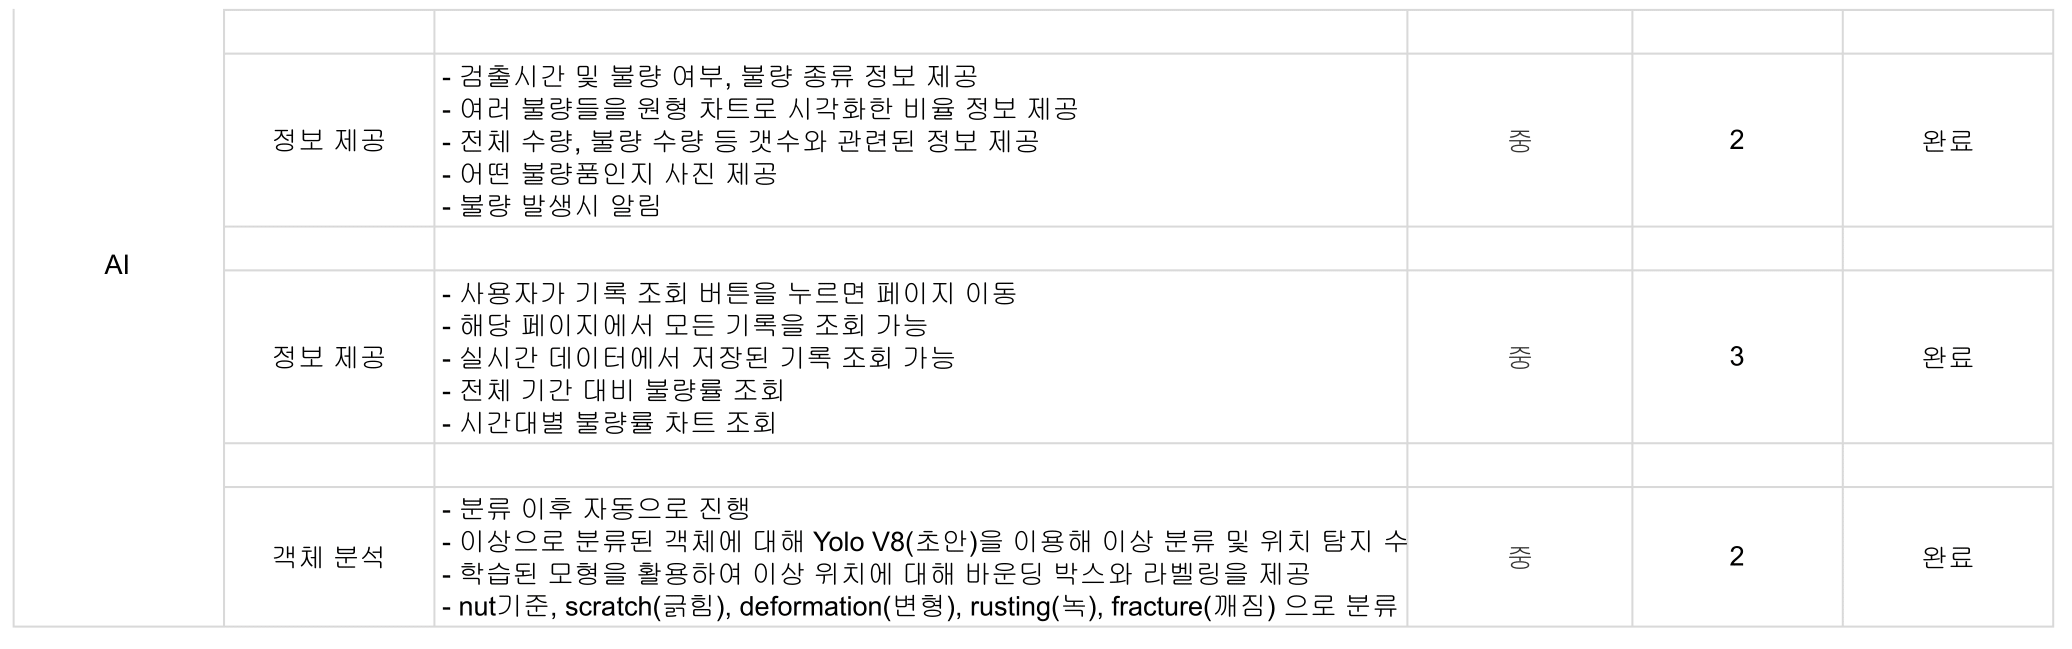 AI
정보 제공
- 검출시간 및 불량 여부, 불량 종류 정보 제공
- 여러 불량들을 원형 차트로 시각화한 비율 정보 제공
- 전체 수량, 불량 수량 등 갯수와 관련된 정보 제공
- 어떤 불량품인지 사진 제공
- 불량 발생시 알림
중
2
완료
정보 제공
- 사용자가 기록 조회 버튼을 누르면 페이지 이동
- 해당 페이지에서 모든 기록을 조회 가능
- 실시간 데이터에서 저장된 기록 조회 가능
- 전체 기간 대비 불량률 조회
- 시간대별 불량률 차트 조회
중
3
완료
객체 분석
- 분류 이후 자동으로 진행
- 이상으로 분류된 객체에 대해 Yolo V8(초안)을 이용해 이상 분류 및 위치 탐지 수
- 학습된 모형을 활용하여 이상 위치에 대해 바운딩 박스와 라벨링을 제공
- nut기준, scratch(긁힘), deformation(변형), rusting(녹), fracture(깨짐) 으로 분류
중
2
완료